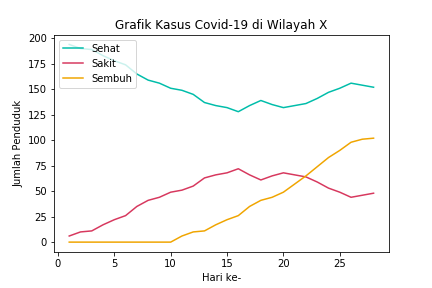 Grafik Kasus Covid-19 di Wilayah X
200
175
150
125
100
75
50
25
0
Jumlah Penduduk
Sehat
Sakit
Sembuh
0 5 10 15 20 25
Hari ke-